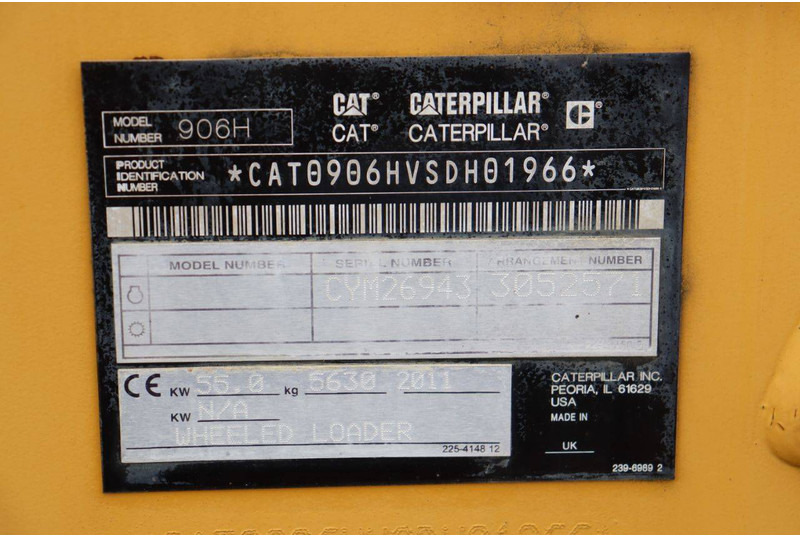 CAT® CATERPILLAR® C®
CAT® CATERPILLAR®
MODEL NUMBER 906H
PRODUCT IDENTIFICATION NUMBER *CAT0906HVSDH01966*
MODEL NUMBER SERIAL NUMBER ARRANGEMENT NUMBER
CYM26943 3052571
CE KW 55.0 kg 5630 2011
KW N/A
WHEELED LOADER
225-4148 12
CATERPILLAR INC.
PEORIA, IL 61629
USA
MADE IN
UK
239-6969 2